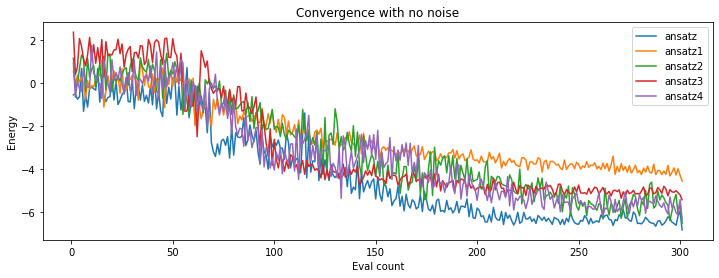 Convergence with no noise
Energy
2
0
−2
−4
−6
ansatz
ansatz1
ansatz2
ansatz3
ansatz4
0
50
100
150
200
250
300
Eval count